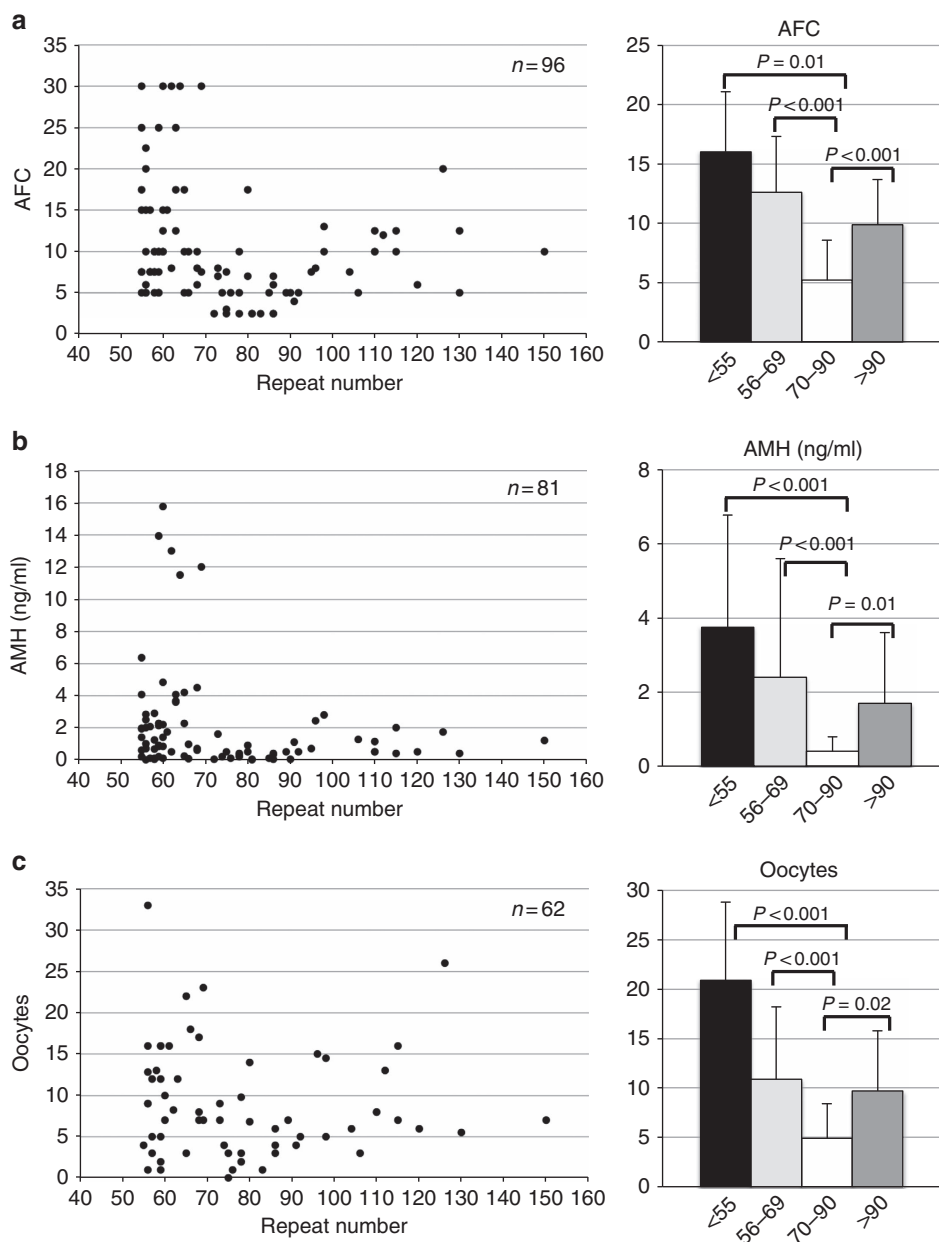 a
AFC
35
30
25
20
15
10
5
0
40 50 60 70 80 90 100 110 120 130 140 150 160
Repeat number
n=96
AFC
25
20
15
10
5
0
P = 0.01
P<0.001
P<0.001
<55
56–69
70–90
>90
b
AMH (ng/ml)
18
16
14
12
10
8
6
4
2
0
40 50 60 70 80 90 100 110 120 130 140 150 160
Repeat number
n=81
AMH (ng/ml)
8
6
4
2
0
P<0.001
P<0.001
P = 0.01
<55
56–69
70–90
>90
c
Oocytes
35
30
25
20
15
10
5
0
40 50 60 70 80 90 100 110 120 130 140 150 160
Repeat number
n=62
Oocytes
30
25
20
15
10
5
0
P<0.001
P<0.001
P = 0.02
<55
56–69
70–90
>90